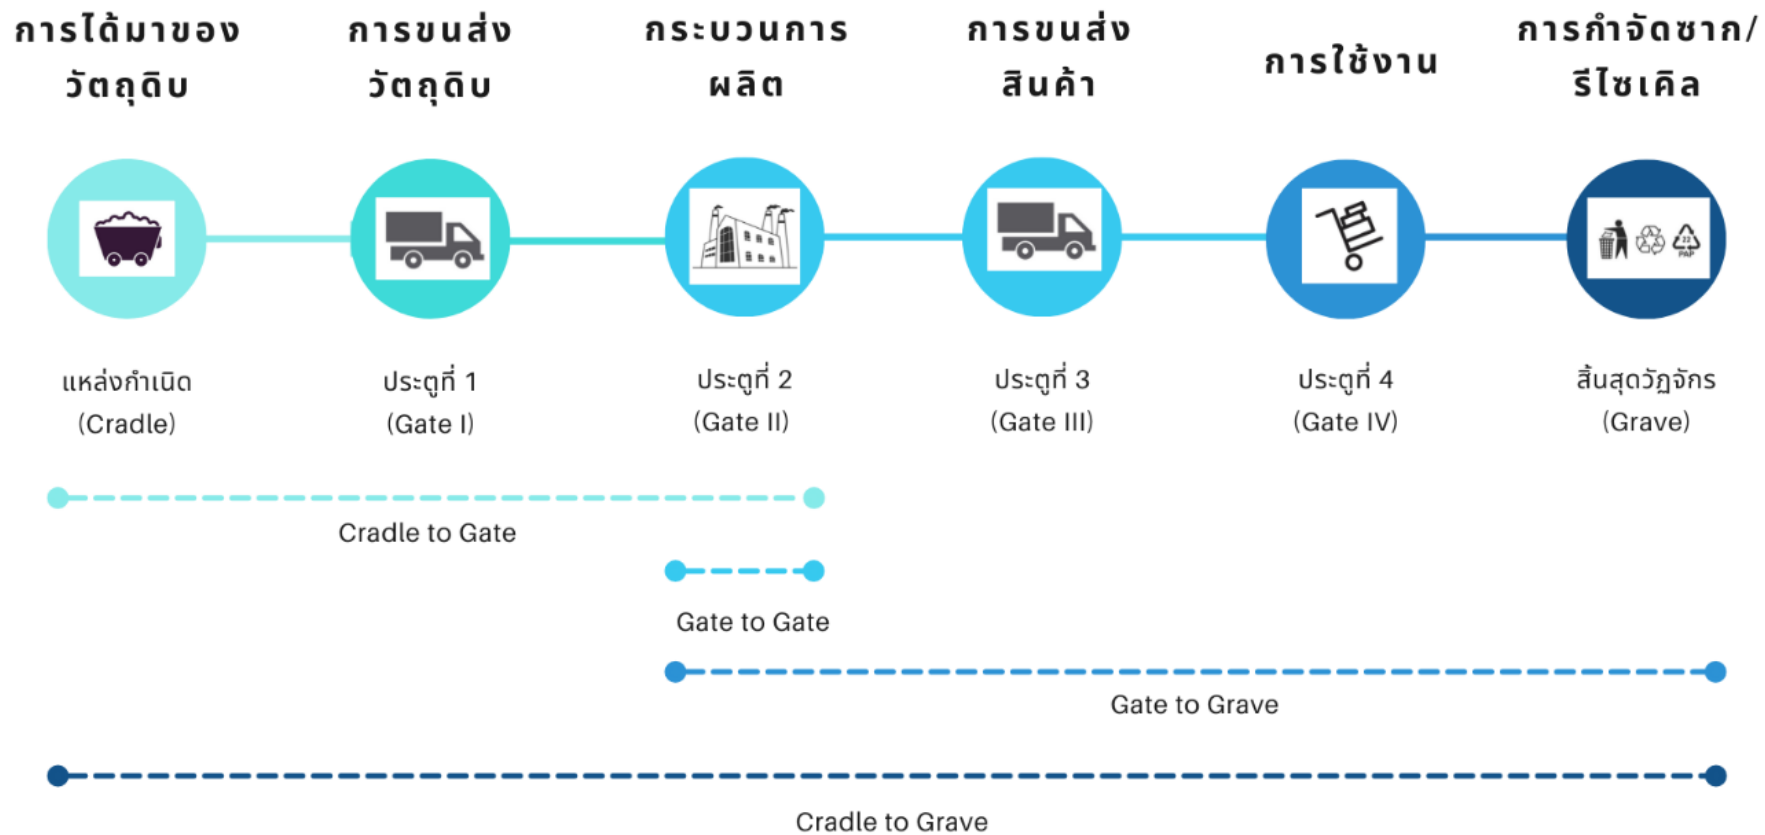 การได้มาของ
วัตถุดิบ
การขนส่ง
วัตถุดิบ
กระบวนการ
ผลิต
การขนส่ง
สินค้า
การใช้งาน
การกำจัดซาก/
รีไซเคิล
22
PAP
แหล่งกำเนิด
(Cradle)
ประตูที่ 1
(Gate I)
ประตูที่ 2
(Gate II)
ประตูที่ 3
(Gate III)
ประตูที่ 4
(Gate IV)
สิ้นสุดวัฏจักร
(Grave)
Cradle to Gate
Gate to Gate
Gate to Grave
Cradle to Grave